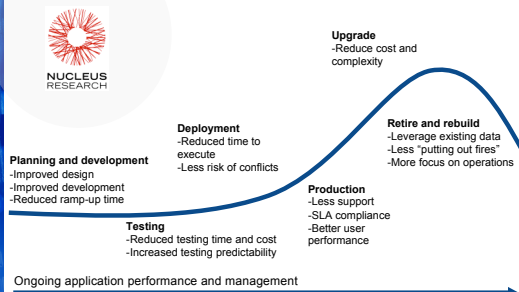 NUCLEUS
RESEARCH
Upgrade
-Reduce cost and
complexity
Deployment
-Reduced time to
execute
-Less risk of conflicts
Retire and rebuild
-Leverage existing data
-Less “putting out fires”
-More focus on operations
Planning and development
-Improved design
-Improved development
-Reduced ramp-up time
Production
-Less support
-SLA compliance
-Better user
performance
Testing
-Reduced testing time and cost
-Increased testing predictability
Ongoing application performance and management